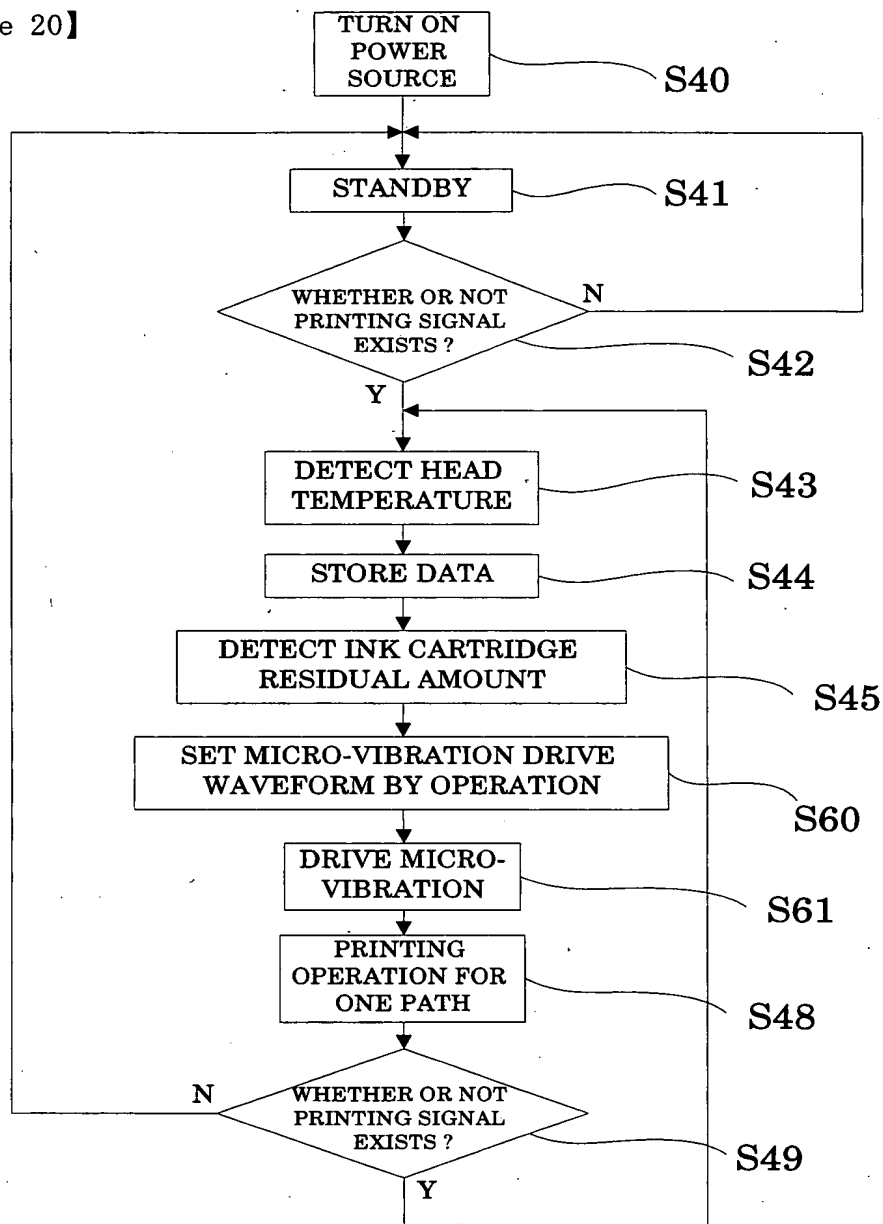 e 20】
TURN ON
POWER
SOURCE
S40
STANDBY
S41
WHETHER OR NOT
PRINTING SIGNAL
EXISTS ?
N
S42
Y
DETECT HEAD
TEMPERATURE
S43
STORE DATA
S44
DETECT INK CARTRIDGE
RESIDUAL AMOUNT
S45
SET MICRO-VIBRATION DRIVE
WAVEFORM BY OPERATION
S60
DRIVE MICRO-
VIBRATION
S61
PRINTING
OPERATION FOR
ONE PATH
S48
N
WHETHER OR NOT
PRINTING SIGNAL
EXISTS ?
S49
Y